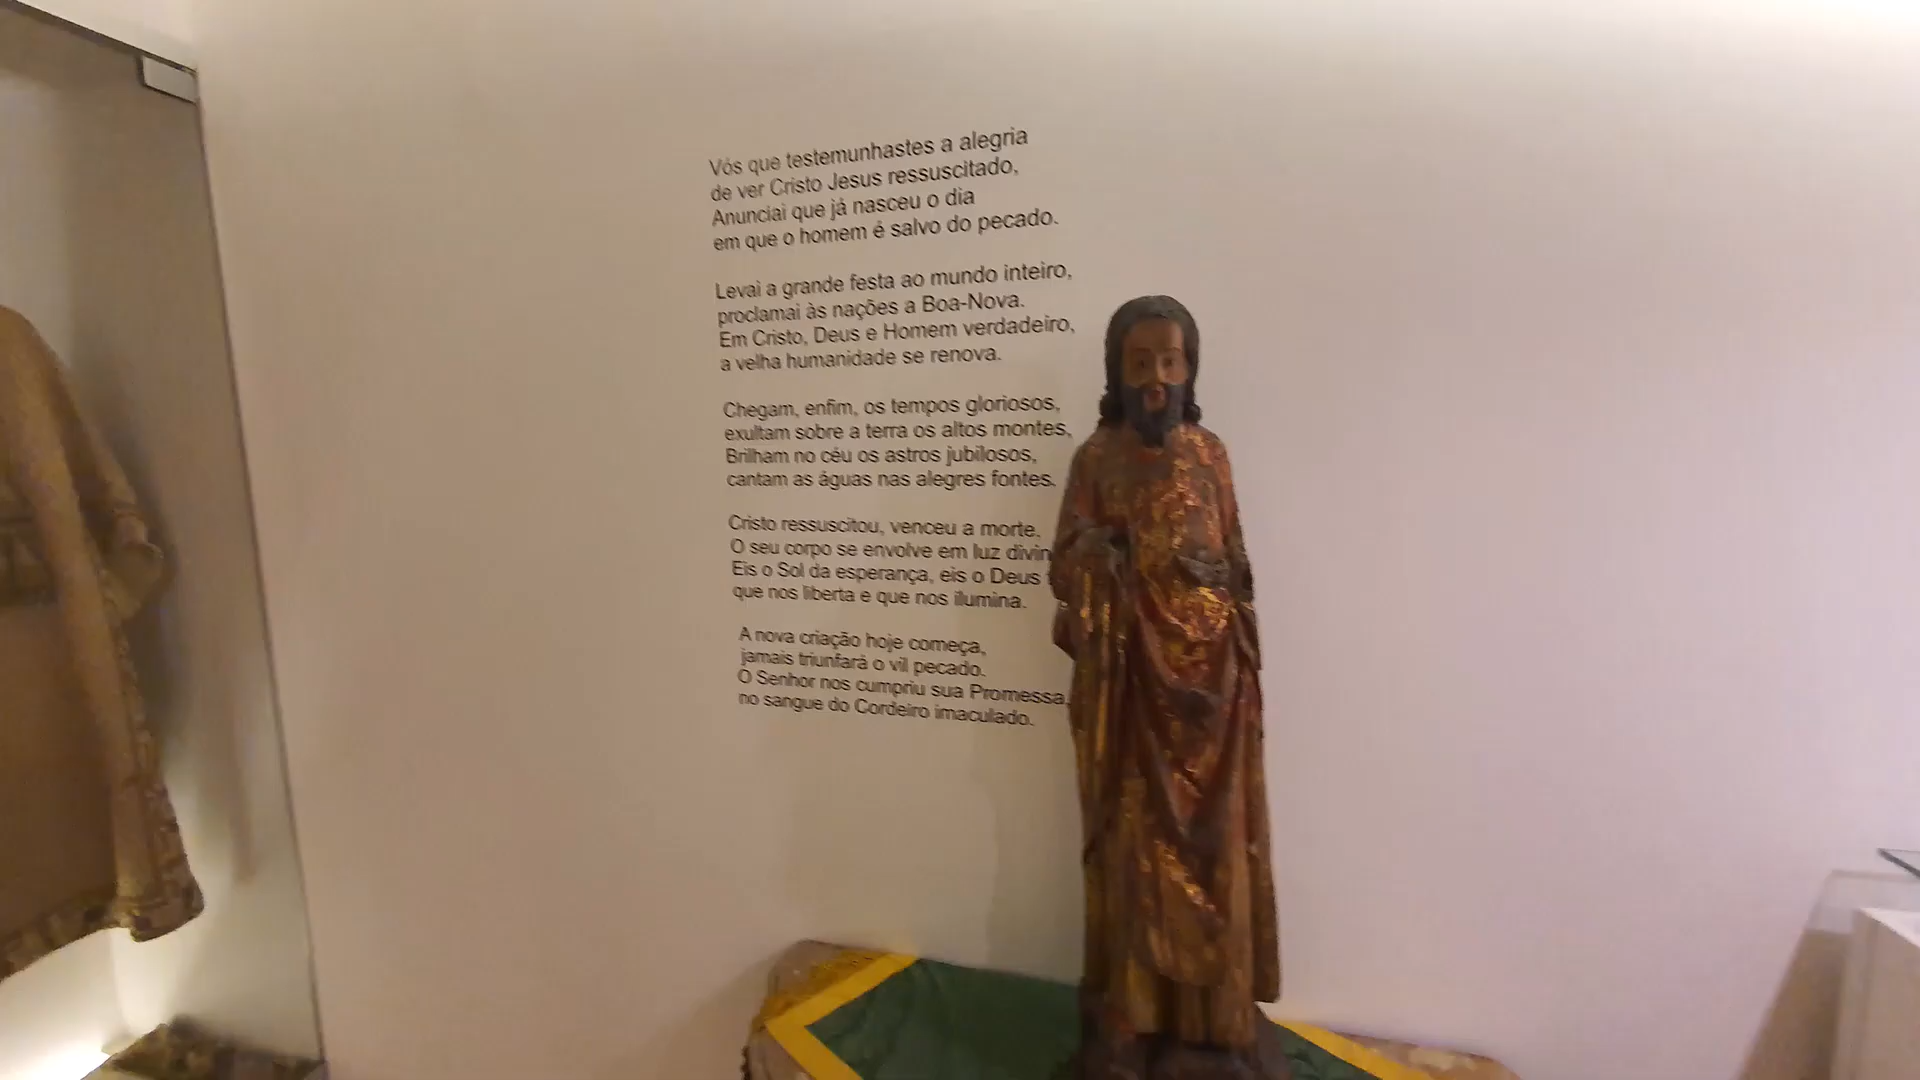 Vós que testemunhastes a alegria
de ver Cristo Jesus ressuscitado,
Anunciai que já nasceu o dia
em que o homem é salvo do pecado.
Levai a grande festa ao mundo inteiro,
proclamai às nações a Boa-Nova.
Em Cristo, Deus e Homem verdadeiro,
a velha humanidade se renova.
Chegam, enfim, os tempos gloriosos,
exultam sobre a terra os altos montes,
Brilham no céu os astros jubilosos,
cantam as águas nas alegres fontes.
Cristo ressuscitou, venceu a morte.
O seu corpo se envolve em luz
Eis o Sol da esperança, eis o Deus
que nos liberta e que nos ilumina.
A nova criação hoje começa,
jamais triunfará o vil pecado.
O Senhor nos cumpriu sua Promessa
no sangue do Cordeiro imaculado.